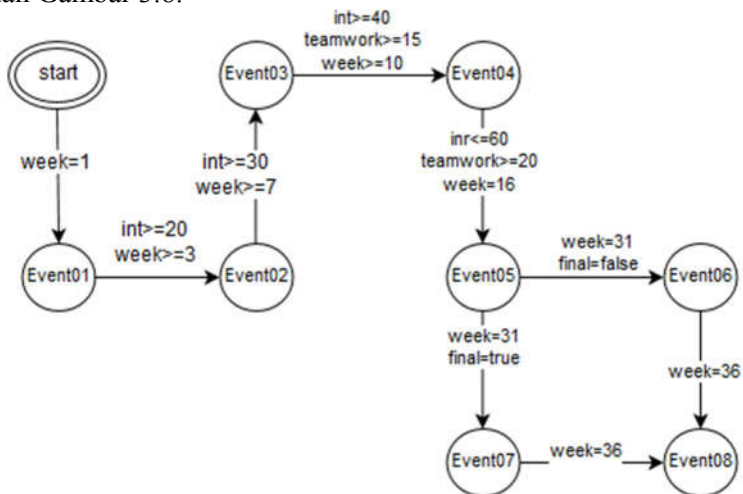 int>=40
teamwork>=15
week>=10
start
Event03
Event04
week=1
int>=30
week>=7
inr<=60
teamwork>=20
week=16
int>=20
week>=3
Event01
Event02
Event05
week=31
final=false
Event06
week=31
final=true
week=36
Event07
week=36
Event08